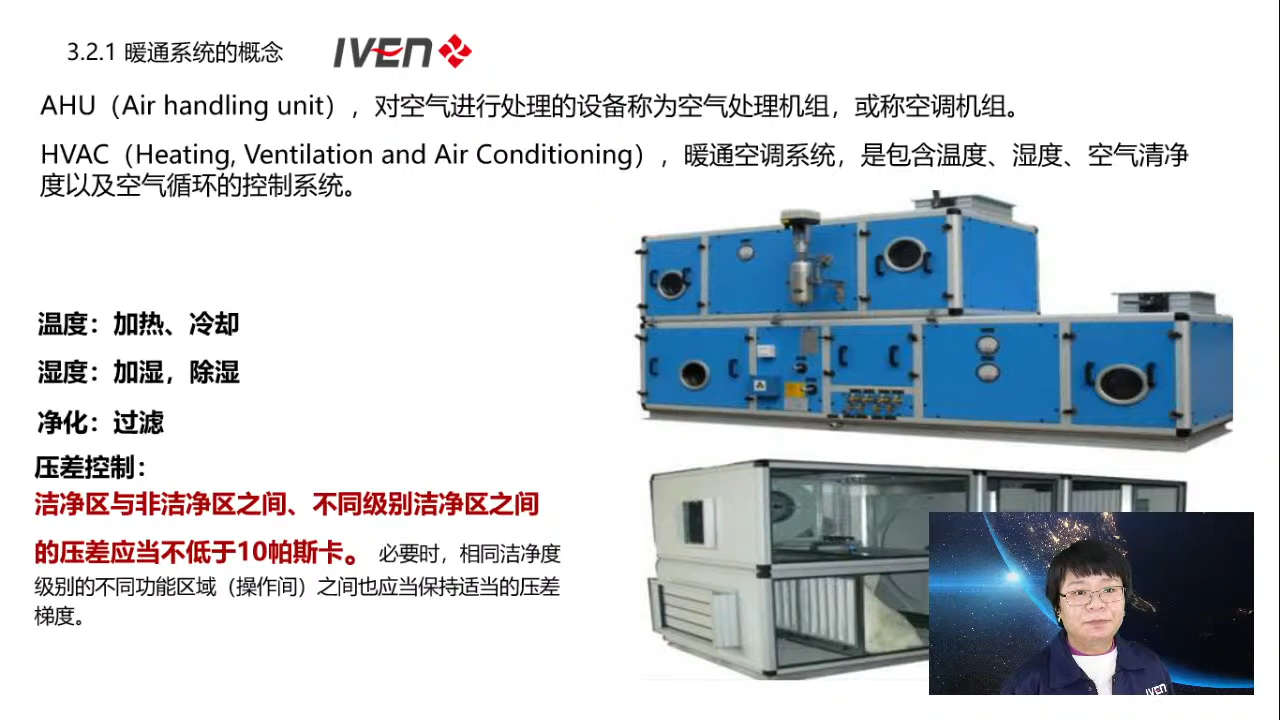 3.2.1 暖通系统的概念
IVEN
AHU（Air handling unit），对空气进行处理的设备称为空气处理机组，或称空调机组。
HVAC（Heating, Ventilation and Air Conditioning），暖通空调系统，是包含温度、湿度、空气清净
度以及空气循环的控制系统。
温度：加热、冷却
湿度：加湿，除湿
净化：过滤
压差控制：
洁净区与非洁净区之间、不同级别洁净区之间
的压差应当不低于10帕斯卡。 必要时，相同洁净度
级别的不同功能区域（操作间）之间也应当保持适当的压差
梯度。
IVEN